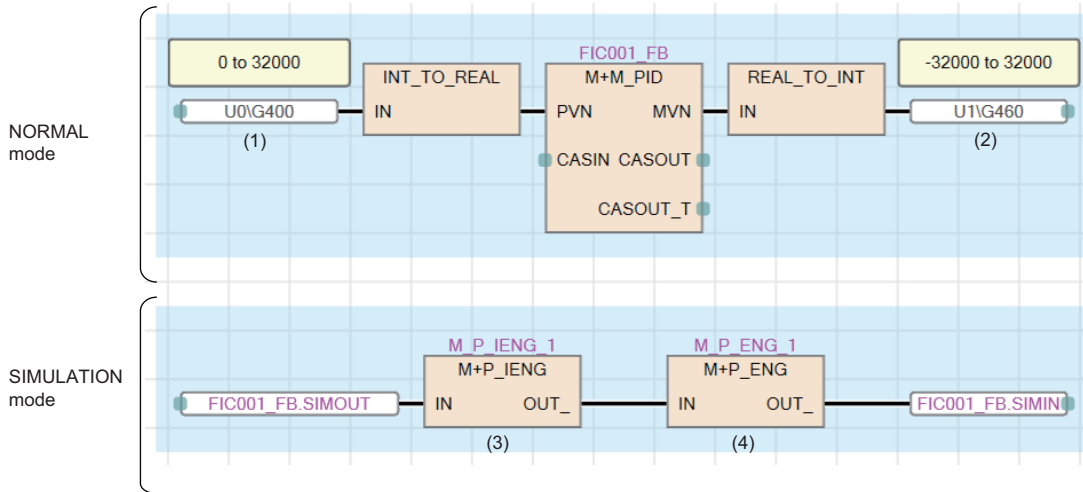 NORMAL
mode
0 to 32000
U0\G400
(1)
INT_TO_REAL
IN
FIC001_FB
M+M_PID
PVN MVN
CASIN CASOUT
CASOUT_T
REAL_TO_INT
IN
-32000 to 32000
U1\G460
(2)
SIMULATION
mode
FIC001_FB.SIMOUT
M_P_IENG_1
M+P_IENG
IN OUT_
(3)
M_P_ENG_1
M+P_ENG
IN OUT_
(4)
FIC001_FB.SIMIN